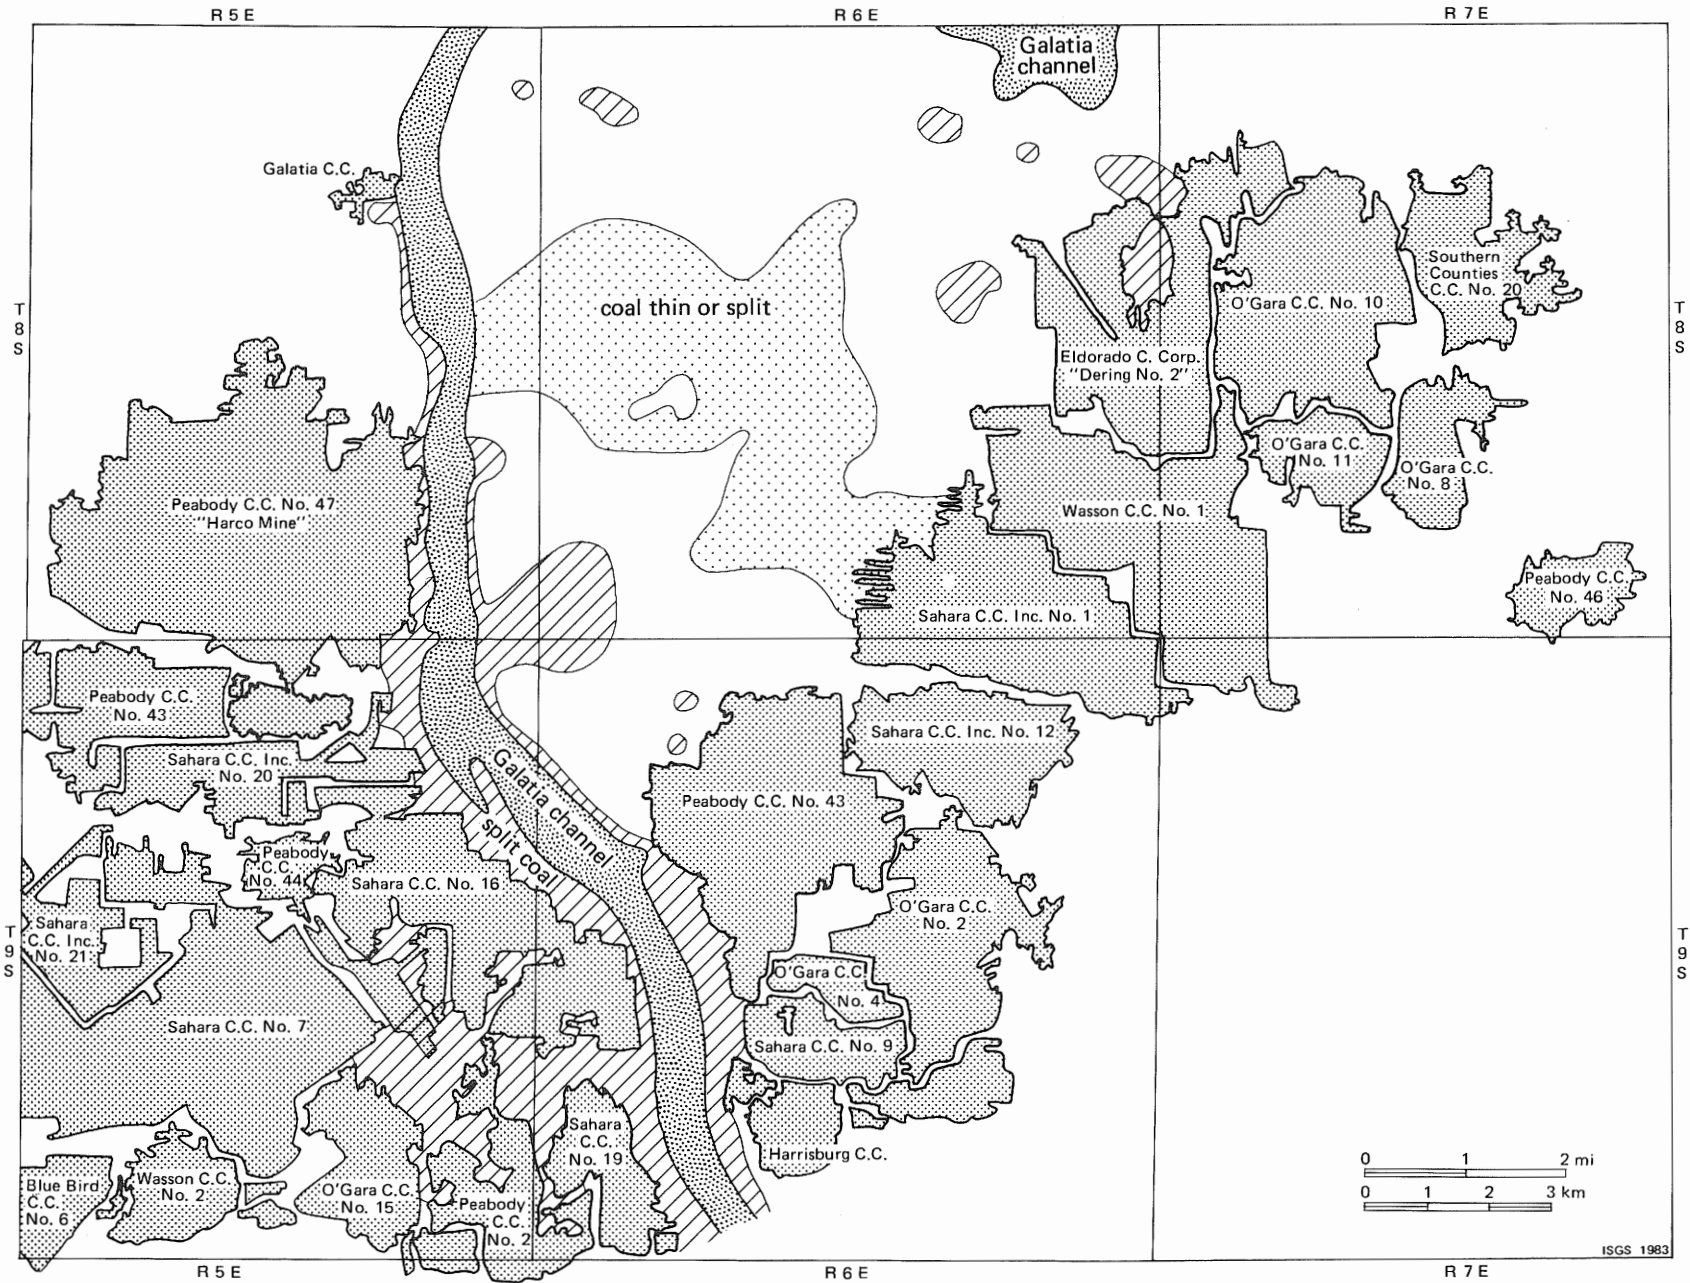 R 5 E
R 6 E
R 7 E
Galatia
channel
Galatia C.C.
T
8
S
T
8
S
coal thin or split
Southern
Counties
C.C. No. 20
O'Gara C.C. No. 10
Eldorado C. Corp.
"Dering No. 2"
O'Gara C.C.
No. 11
O'Gara C.C.
No. 8
Peabody C.C. No. 47
"Harco Mine"
Wasson C.C. No. 1
Peabody C.C.
No. 46
Sahara C.C. Inc. No. 1
Peabody C.C.
No. 43
Sahara C.C. Inc. No. 12
Sahara C.C. Inc.
No. 20
Galatia channel
Peabody C.C. No. 43
split coal
Peabody
C.C.
No. 44
Sahara C.C. No. 16
O'Gara C.C.
No. 2
Sahara
C.C. Inc.
No. 21
T
9
S
T
9
S
O'Gara C.C.
No. 4
Sahara C.C. No. 7
Sahara C.C. No. 9
Sahara
C.C.
No. 19
Harrisburg C.C.
Blue Bird
C.C.
No. 6
Wasson C.C.
No. 2
O'Gara C.C.
No. 15
Peabody
C.C.
No. 2
0 1 2 mi
0 1 2 3 km
ISGS 1983
R 5 E
R 6 E
R 7 E